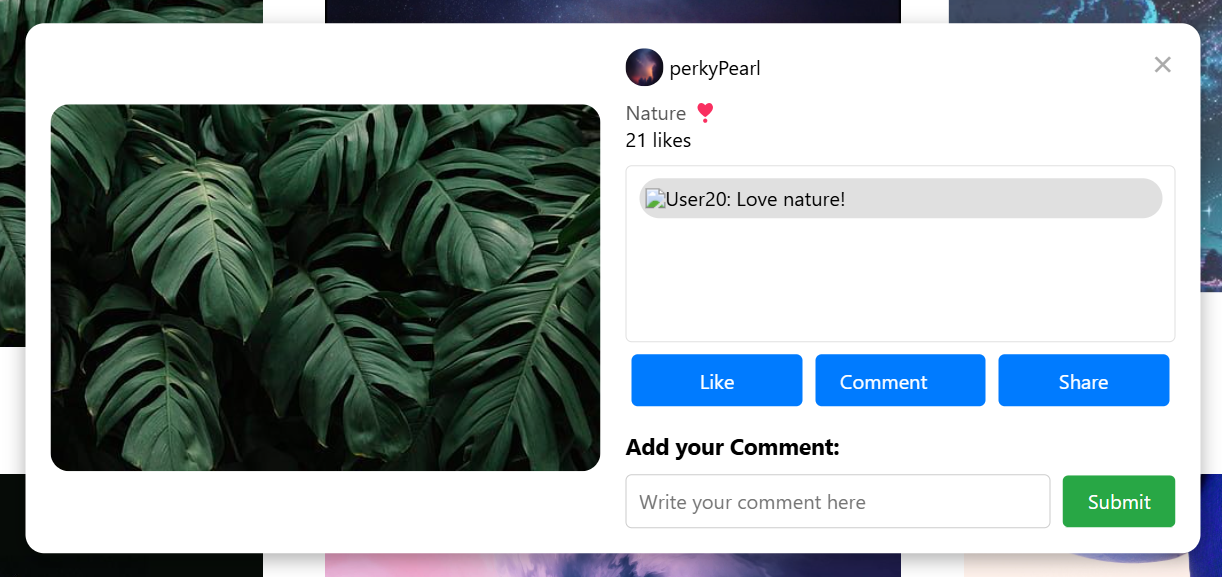 perkyPearl
×
Nature ❣️
21 likes
User20: Love nature!
Like
Comment
Share
Add your Comment:
Write your comment here
Submit